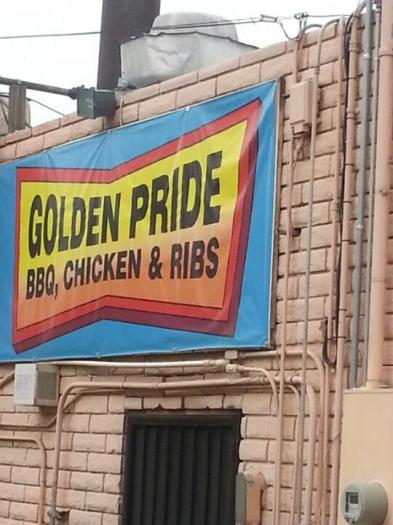 GOLDEN PRIDE
BBQ, CHICKEN & RIBS